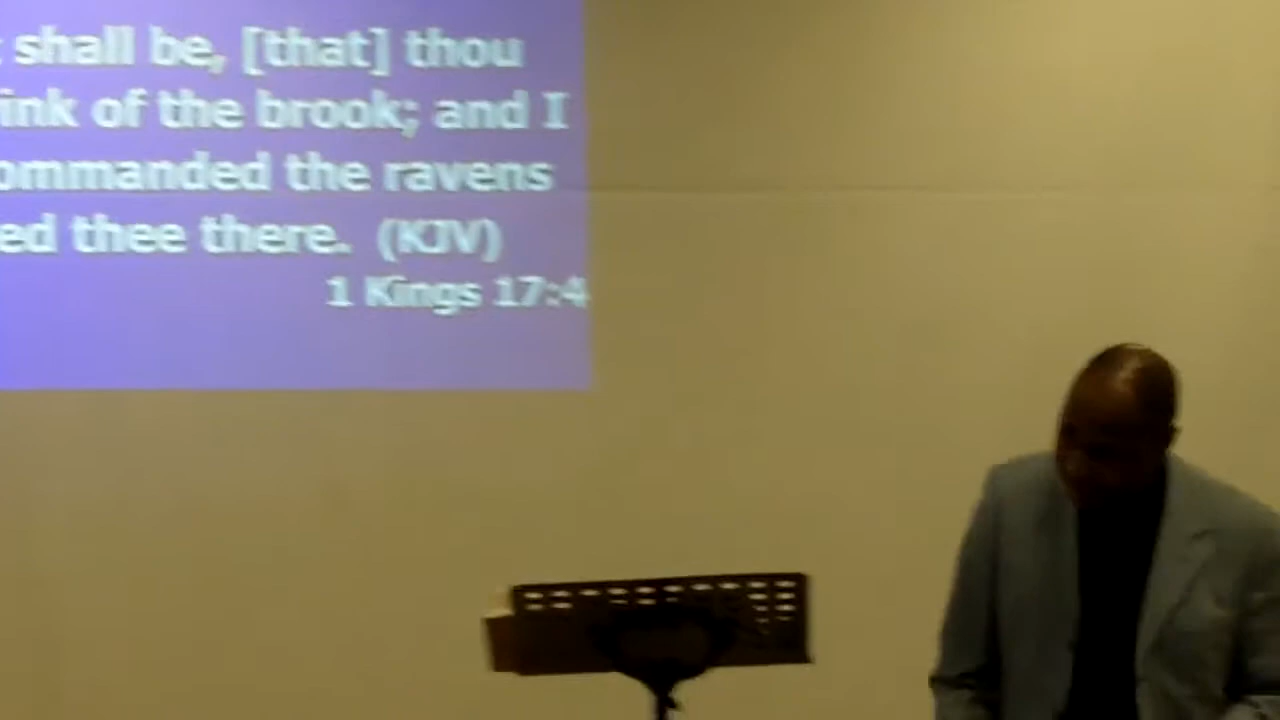 shall be, [that] thou
ink of the brook; and I
ommanded the ravens
ed thee there. (KJV)
1 Kings 17:4